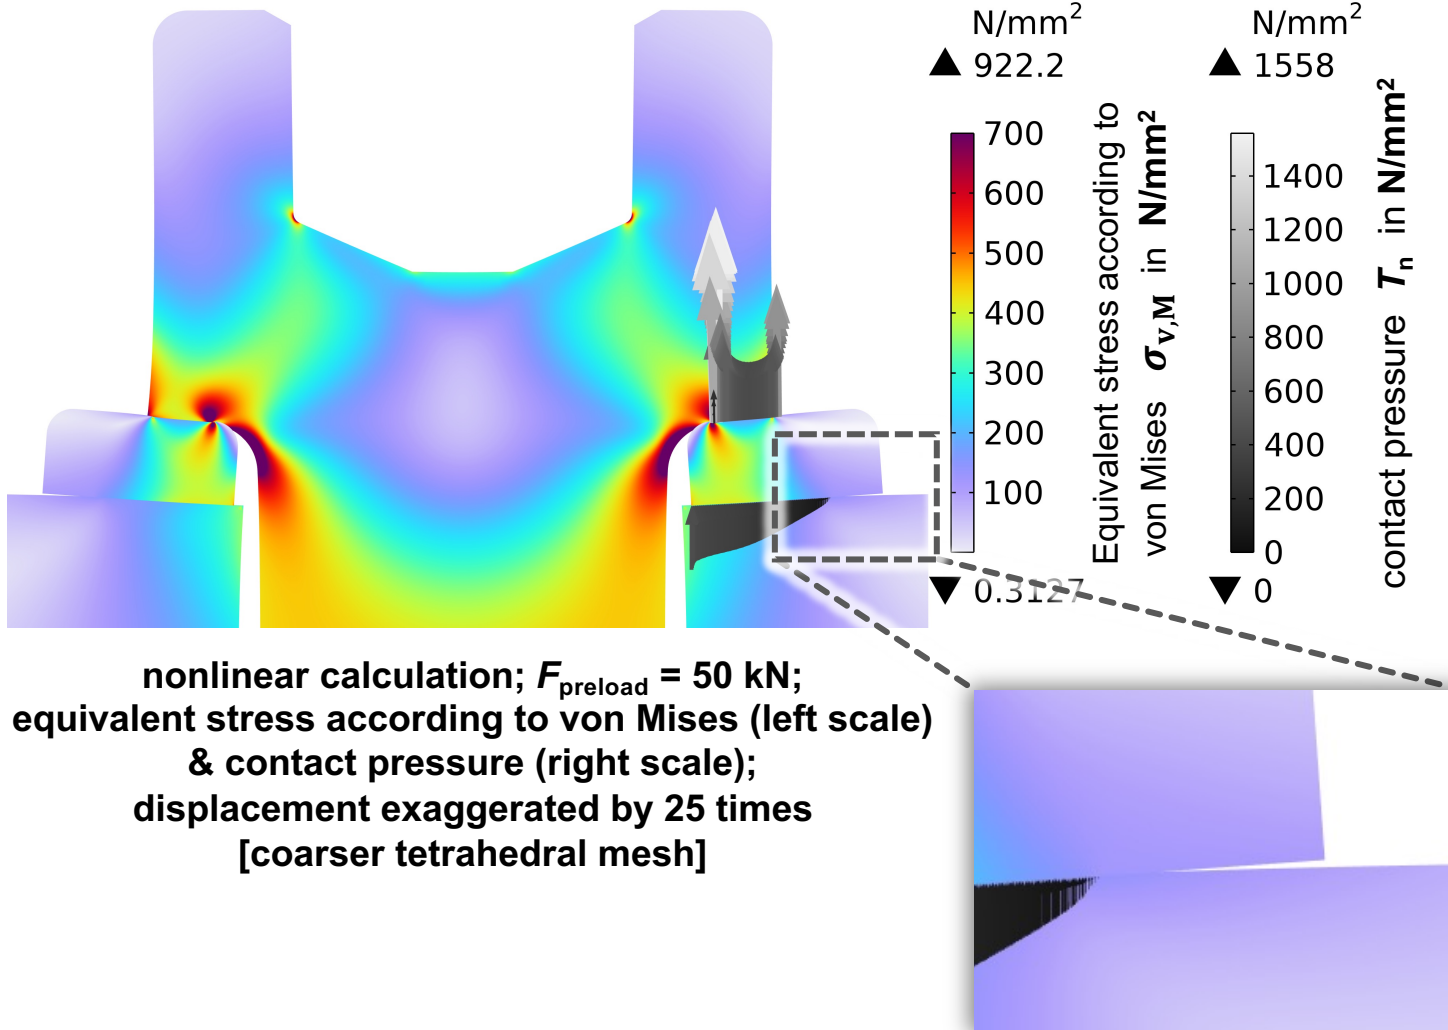 N/mm²
▲ 922.2
700
600
500
400
300
200
100
▼ 0.3127
Equivalent stress according to
von Mises σv,M in N/mm²
N/mm²
▲ 1558
1400
1200
1000
800
600
400
200
0
▼ 0
contact pressure Tn in N/mm²
nonlinear calculation; Fpreload = 50 kN;
equivalent stress according to von Mises (left scale)
& contact pressure (right scale);
displacement exaggerated by 25 times
[coarser tetrahedral mesh]